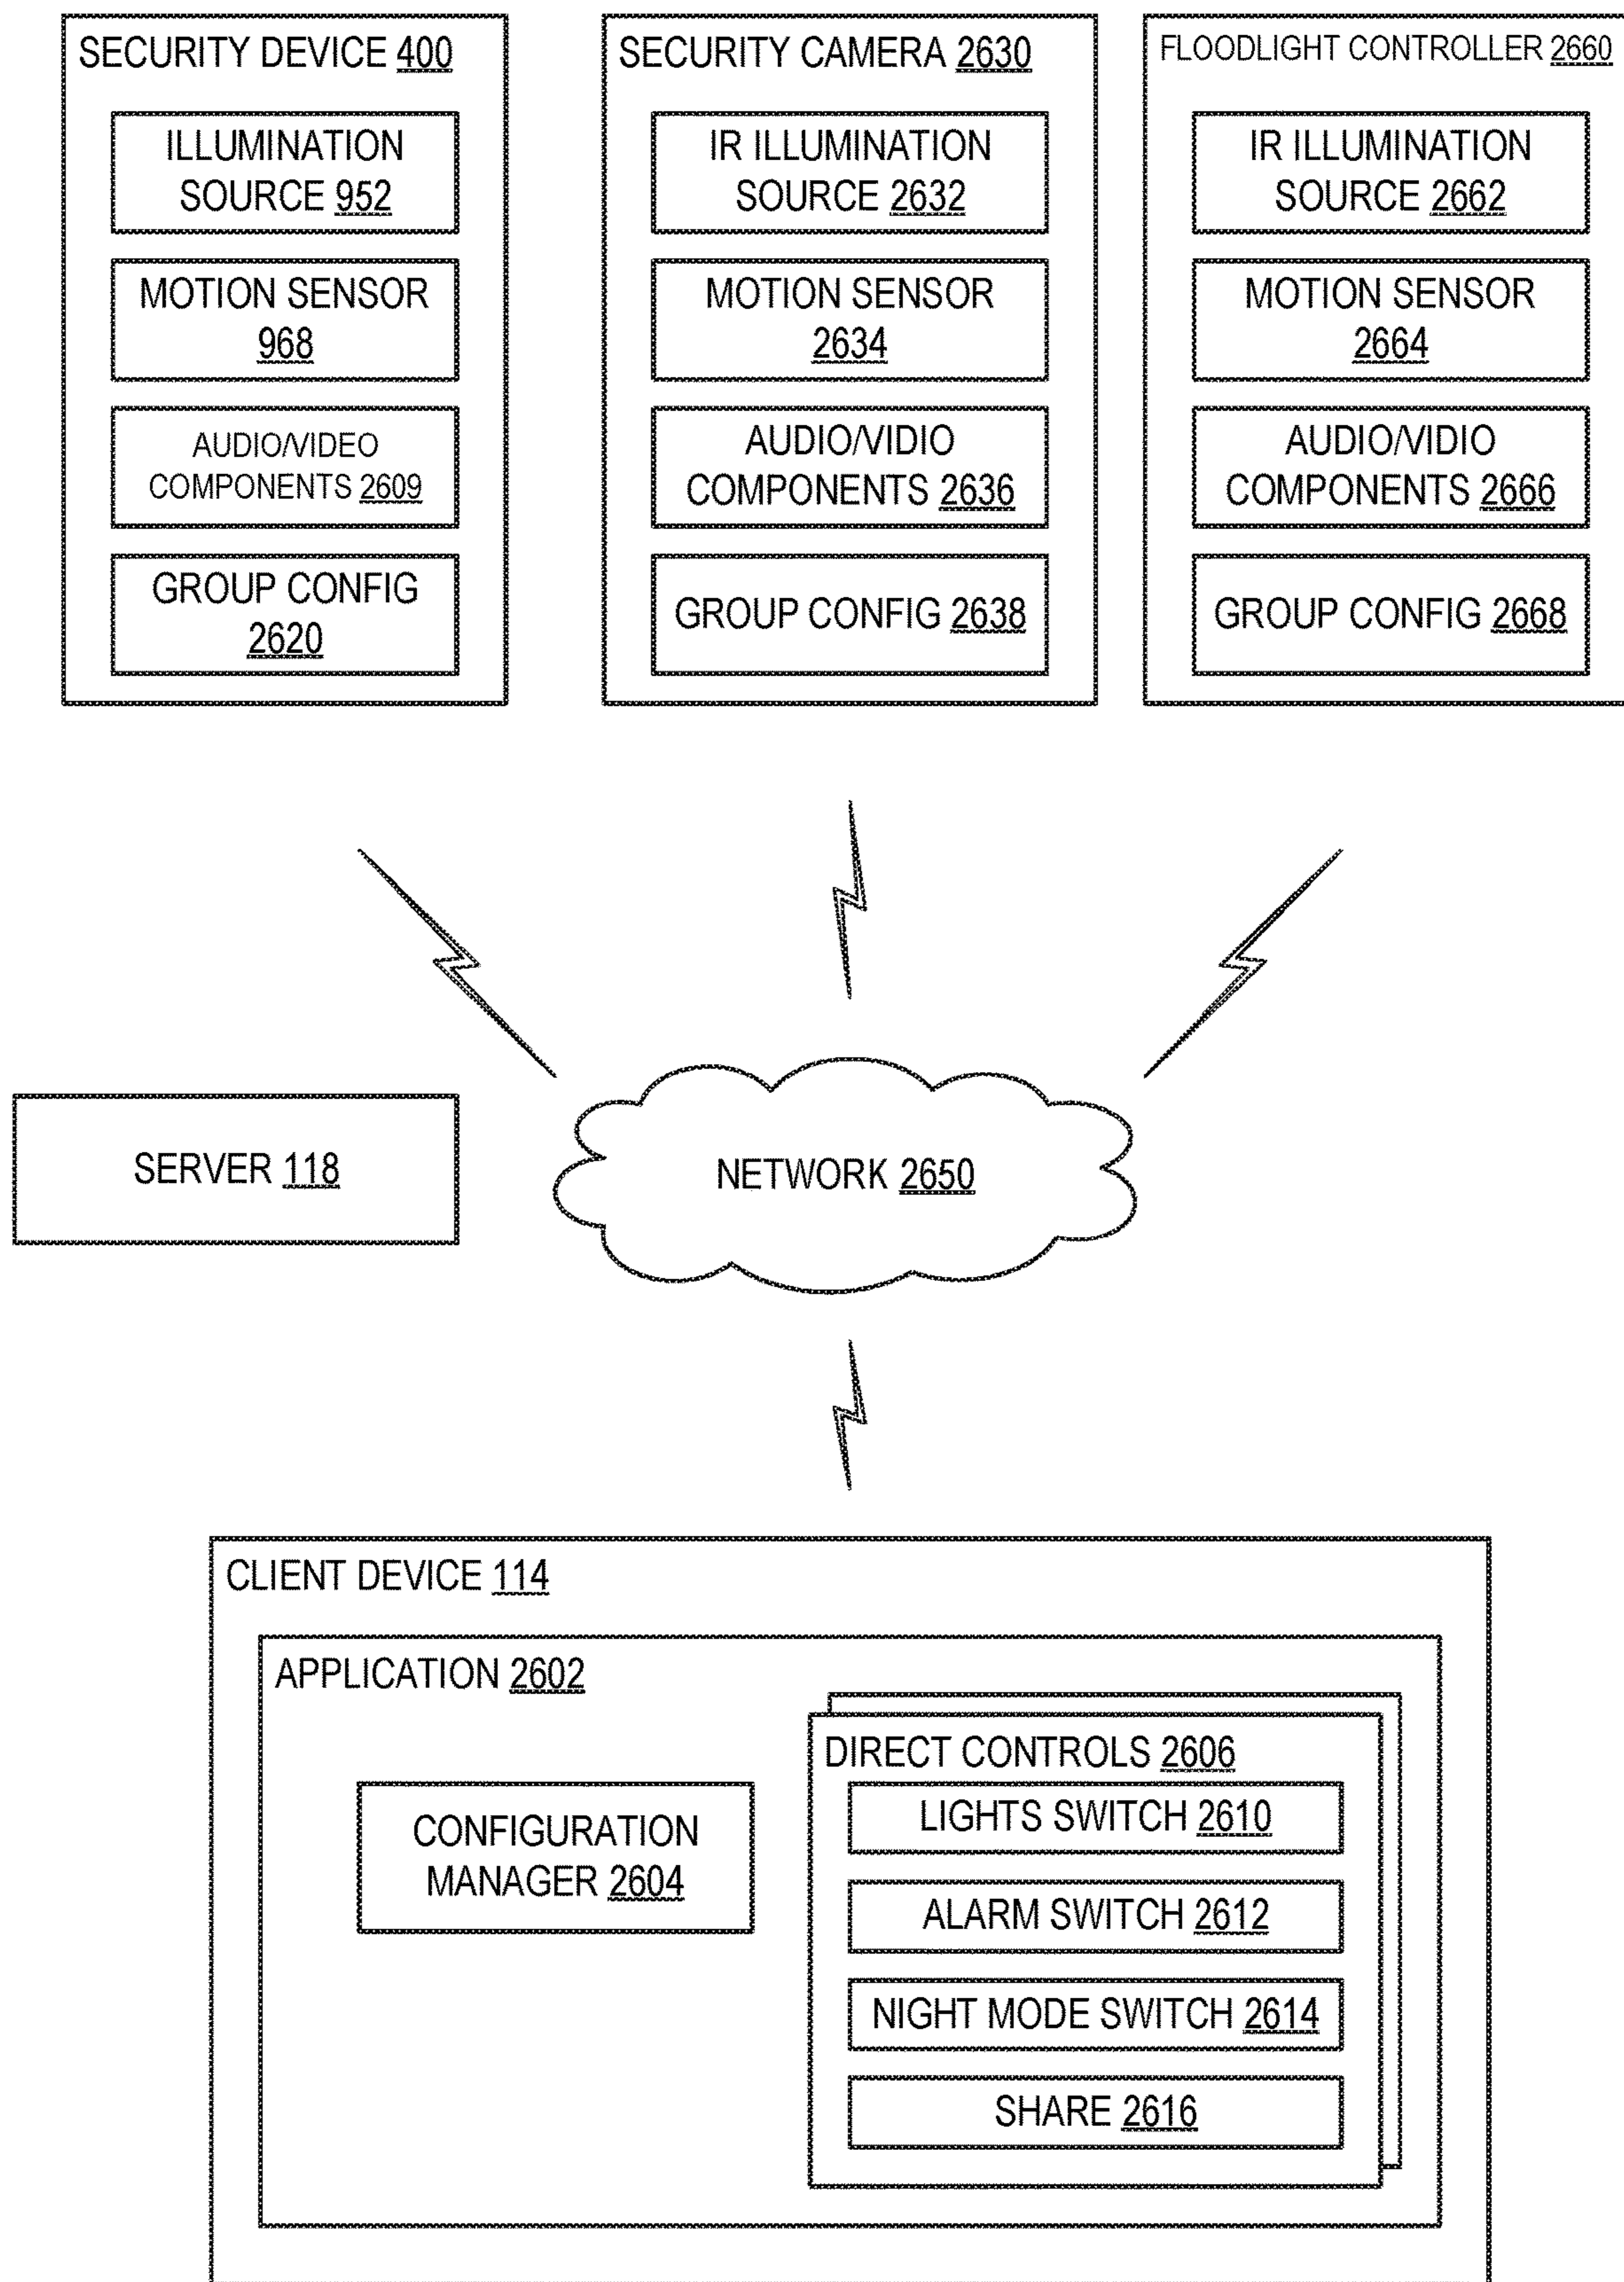 SECURITY DEVICE 400
ILLUMINATION
SOURCE 952
MOTION SENSOR
968
AUDIO/VIDEO
COMPONENTS 2609
GROUP CONFIG
2620
SECURITY CAMERA 2630
IR ILLUMINATION
SOURCE 2632
MOTION SENSOR
2634
AUDIO/VIDIO
COMPONENTS 2636
GROUP CONFIG 2638
FLOODLIGHT CONTROLLER 2660
IR ILLUMINATION
SOURCE 2662
MOTION SENSOR
2664
AUDIO/VIDIO
COMPONENTS 2666
GROUP CONFIG 2668
SERVER 118
NETWORK 2650
CLIENT DEVICE 114
APPLICATION 2602
CONFIGURATION
MANAGER 2604
DIRECT CONTROLS 2606
LIGHTS SWITCH 2610
ALARM SWITCH 2612
NIGHT MODE SWITCH 2614
SHARE 2616